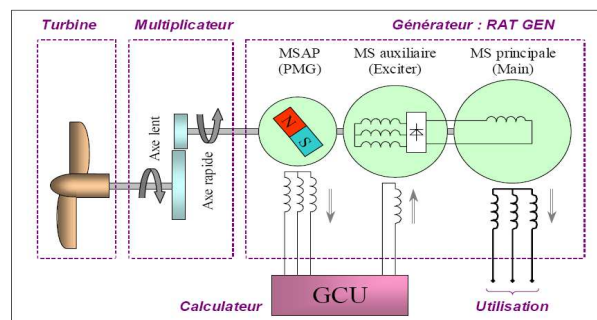 Turbine
Multiplicateur
Générateur : RAT GEN
MSAP
(PMG)
MS auxiliaire
(Exciter)
MS principale
(Main)
Axe lent
Axe rapide
N
S
Calculateur
GCU
Utilisation